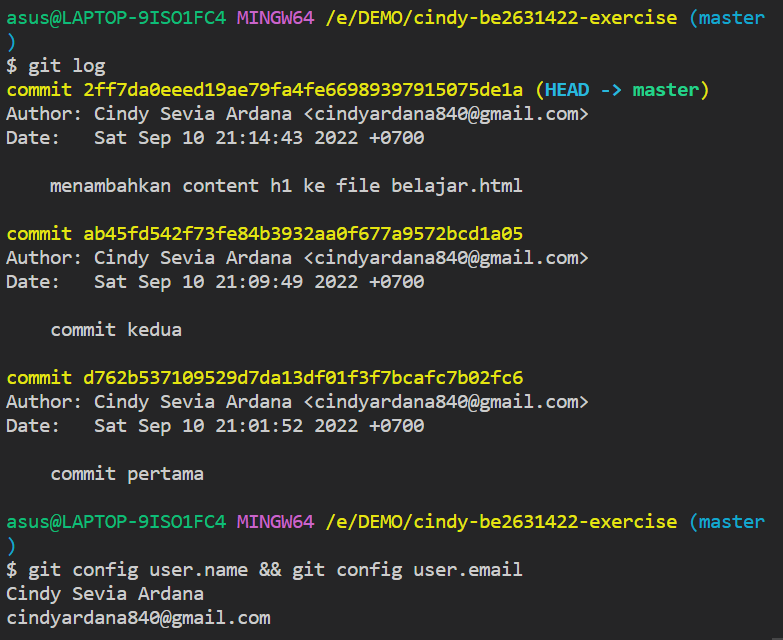 asus@LAPTOP-9ISO1FC4 MINGW64 /e/DEMO/cindy-be2631422-exercise (master
)
$ git log
commit 2ff7da0eeed19ae79fa4fe66989397915075de1a (HEAD -> master)
Author: Cindy Sevia Ardana <cindyardana840@gmail.com>
Date:   Sat Sep 10 21:14:43 2022 +0700

    menambahkan content h1 ke file belajar.html

commit ab45fd542f73fe84b3932aa0f677a9572bcd1a05
Author: Cindy Sevia Ardana <cindyardana840@gmail.com>
Date:   Sat Sep 10 21:09:49 2022 +0700

    commit kedua

commit d762b537109529d7da13df01f3f7bcafc7b02fc6
Author: Cindy Sevia Ardana <cindyardana840@gmail.com>
Date:   Sat Sep 10 21:01:52 2022 +0700

    commit pertama

asus@LAPTOP-9ISO1FC4 MINGW64 /e/DEMO/cindy-be2631422-exercise (master
)
$ git config user.name && git config user.email
Cindy Sevia Ardana
cindyardana840@gmail.com